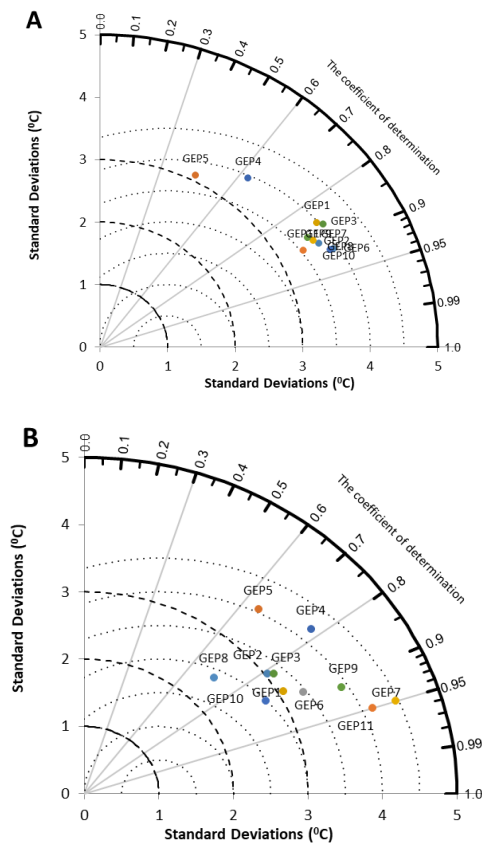 A
The coefficient of determination
0.0
0.1
0.2
0.3
0.4
0.5
0.6
0.7
0.8
0.9
0.95
0.99
1.0
Standard Deviations (⁰C)
5
4
3
2
1
0
GEP5
GEP4
GEP1
GEP3
GEP6
GEP10
0
1
2
3
4
5
Standard Deviations (⁰C)
B
The coefficient of determination
0.0
0.1
0.2
0.3
0.4
0.5
0.6
0.7
0.8
0.9
0.95
0.99
1.0
Standard Deviations (⁰C)
5
4
3
2
1
0
GEP5
GEP4
GEP2
GEP3
GEP8
GEP9
GEP10
GEP6
GEP7
GEP11
0
1
2
3
4
5
Standard Deviations (⁰C)